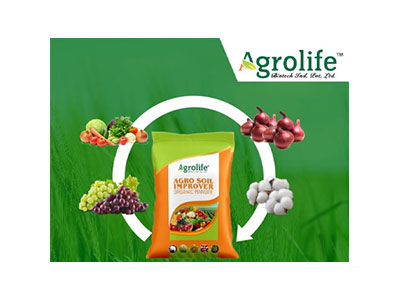 Agrolife™
Biotech Ind. Pvt. Ltd.
Agrolife
AGRO SOIL
IMPROVER
ORGANIC MANURE